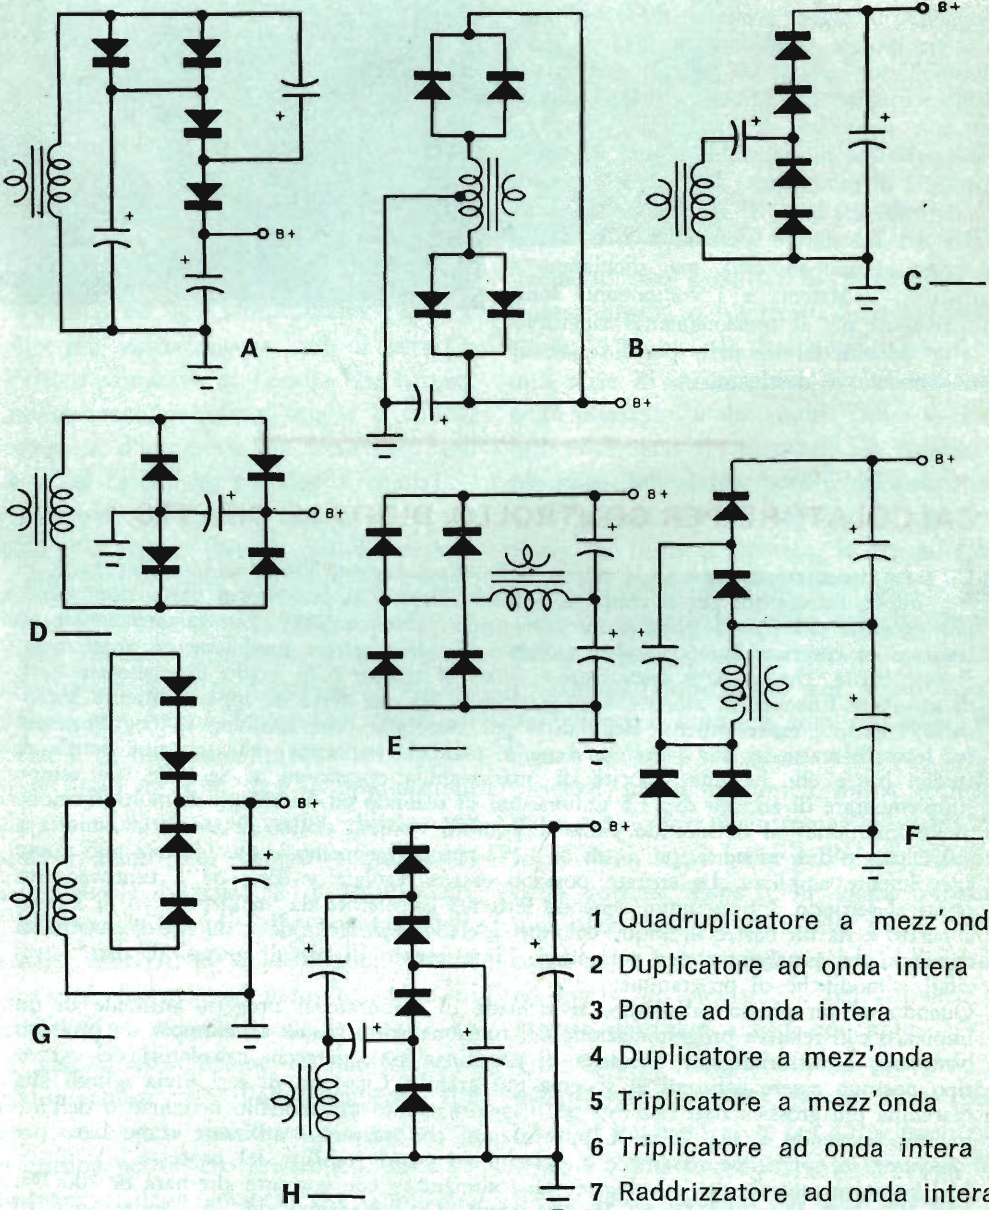 B+
B+
B+
C
A
B
B+
B+
B+
B+
D
E
B+
F
B+
G
H
1 Quadruplicatore a mezz'ond
2 Duplicatore ad onda intera
3 Ponte ad onda intera
4 Duplicatore a mezz'onda
5 Triplicatore a mezz'onda
6 Triplicatore ad onda intera
7 Raddrizzatore ad onda intera